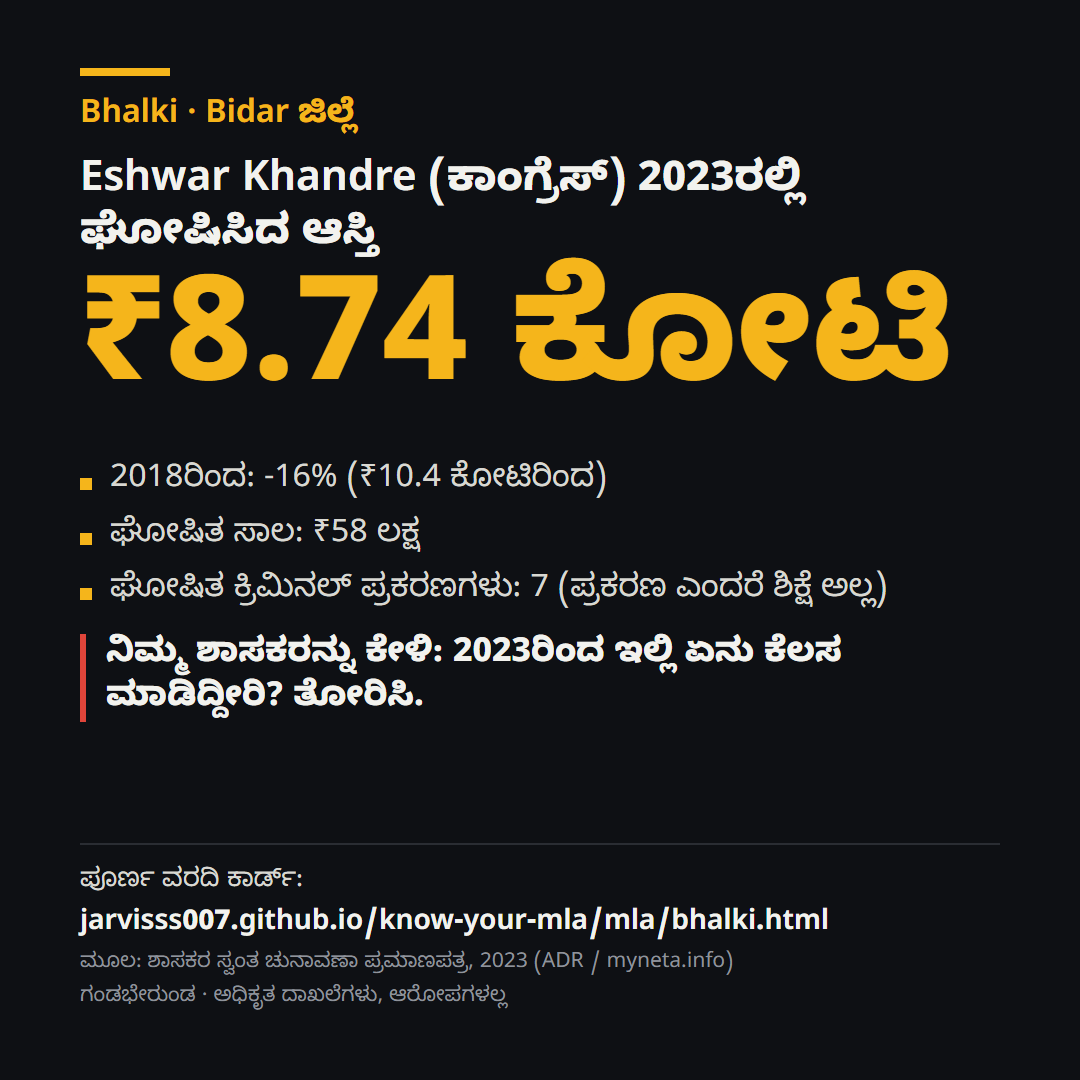 Bhalki · Bidar ಜಿಲ್ಲೆ
Eshwar Khandre (ಕಾಂಗ್ರೆಸ್) 2023ರಲ್ಲಿ
ಘೋಷಿಸಿದ ಆಸ್ತಿ
₹8.74 ಕೋಟಿ
2018ರಿಂದ: -16% (₹10.4 ಕೋಟಿರಿಂದ)
ಘೋಷಿತ ಸಾಲ: ₹58 ಲಕ್ಷ
ಘೋಷಿತ ಕ್ರಿಮಿನಲ್ ಪ್ರಕರಣಗಳು: 7 (ಪ್ರಕರಣ ಎಂದರೆ ಶಿಕ್ಷೆ ಅಲ್ಲ)
ನಿಮ್ಮ ಶಾಸಕರನ್ನು ಕೇಳಿ: 2023ರಿಂದ ಇಲ್ಲಿ ಏನು ಕೆಲಸ
ಮಾಡಿದ್ದೀರಿ? ತೋರಿಸಿ.
ಪೂರ್ಣ ವರದಿ ಕಾರ್ಡ್:
jarvisss007.github.io/know-your-mla/mla/bhalki.html
ಮೂಲ: ಶಾಸಕರ ಸ್ವಂತ ಚುನಾವಣಾ ಪ್ರಮಾಣಪತ್ರ, 2023 (ADR / myneta.info)
ಗಂಡಭೇರುಂಡ · ಅಧಿಕೃತ ದಾಖಲೆಗಳು, ಆರೋಪಗಳಲ್ಲ